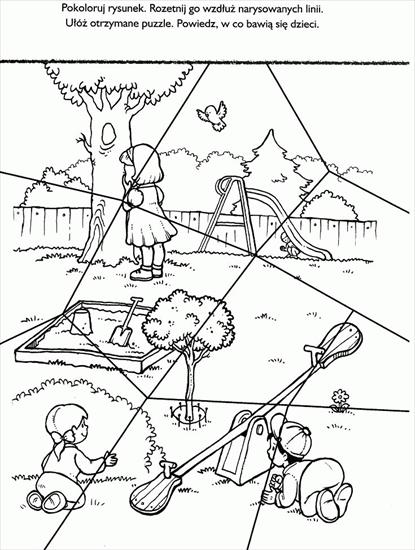 Pokoloruj rysunek. Rozetnij go wzdłuż narysowanych linii.
Ułóż otrzymane puzzle. Powiedz, w co bawią się dzieci.